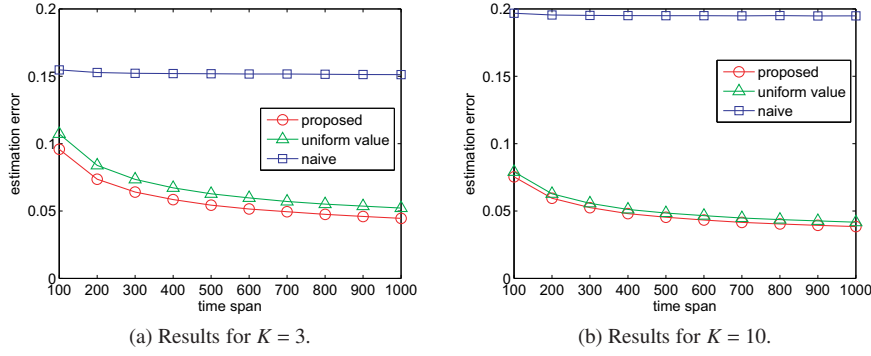 0.2
0.15
0.1
0.05
0
estimation error
proposed
uniform value
naive
100 200 300 400 500 600 700 800 900 1000
time span
(a) Results for K = 3.
0.2
0.15
0.1
0.05
0
estimation error
proposed
uniform value
naive
100 200 300 400 500 600 700 800 900 1000
time span
(b) Results for K = 10.